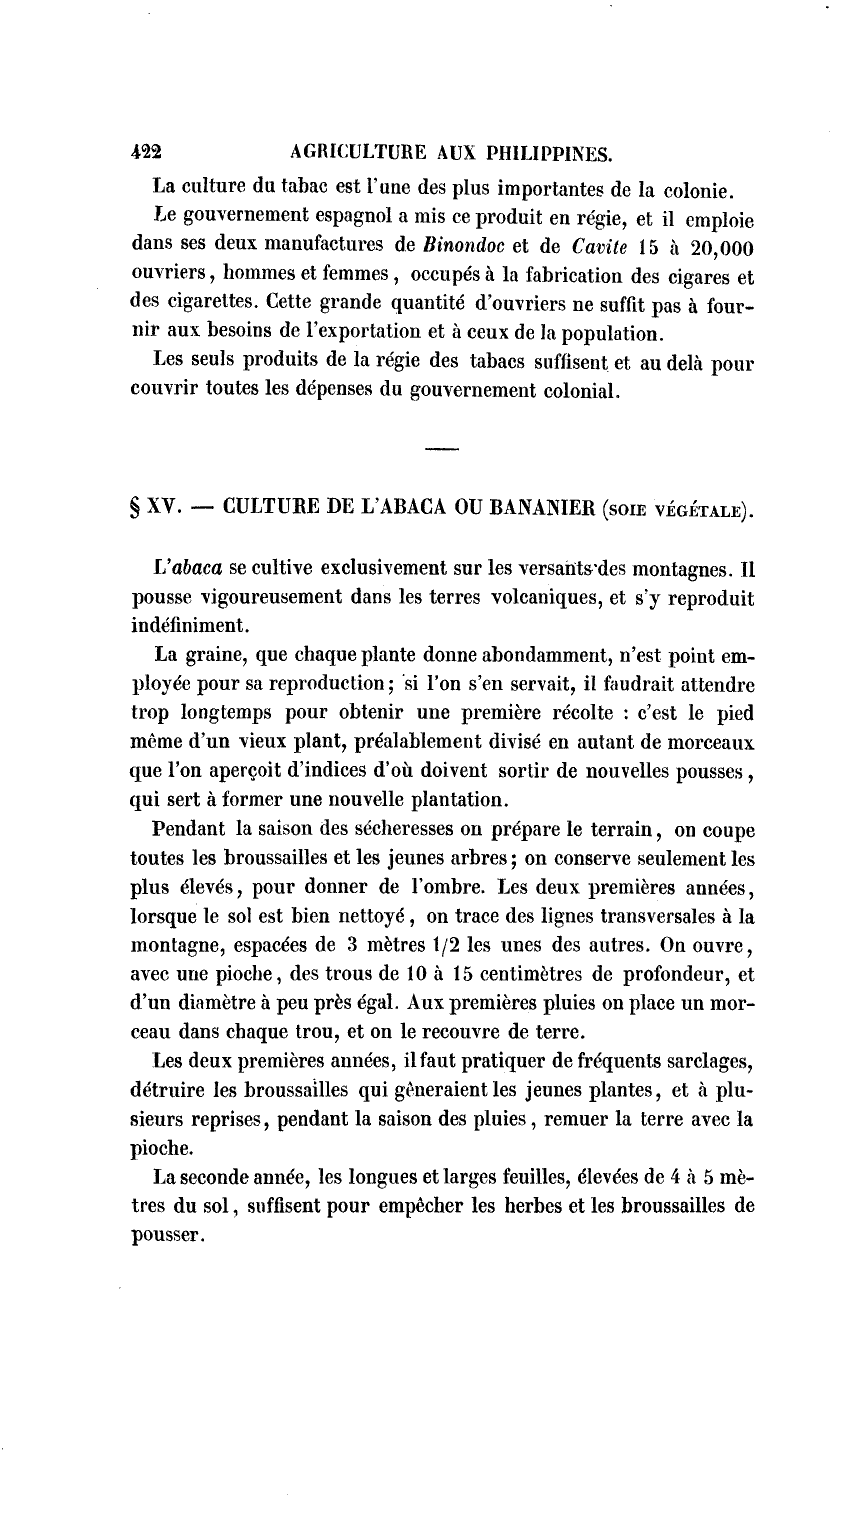 422 AGRICULTURE AUX PHILIPPINES.
La culture du tabac est l'une des plus importantes de la colonie.
Le gouvernement espagnol a mis ce produit en régie, et il emploie
dans ses deux manufactures de Binondoc et de Cavite 15 à 20,000
ouvriers, hommes et femmes, occupés à la fabrication des cigares et
des cigarettes. Cette grande quantité d'ouvriers ne suffit pas à four-
nir aux besoins de l'exportation et à ceux de la population.
Les seuls produits de la régie des tabacs suffisent et au delà pour
couvrir toutes les dépenses du gouvernement colonial.
§ XV. — CULTURE DE L'ABACA OU BANANIER (SOIE VÉGÉTALE).
L'abaca se cultive exclusivement sur les versants des montagnes. Il
pousse vigoureusement dans les terres volcaniques, et s'y reproduit
indéfiniment.
La graine, que chaque plante donne abondamment, n'est point em-
ployée pour sa reproduction; si l'on s'en servait, il faudrait attendre
trop longtemps pour obtenir une première récolte : c'est le pied
même d'un vieux plant, préalablement divisé en autant de morceaux
que l'on aperçoit d'indices d'où doivent sortir de nouvelles pousses,
qui sert à former une nouvelle plantation.
Pendant la saison des sécheresses on prépare le terrain, on coupe
toutes les broussailles et les jeunes arbres; on conserve seulement les
plus élevés, pour donner de l'ombre. Les deux premières années,
lorsque le sol est bien nettoyé, on trace des lignes transversales à la
montagne, espacées de 3 mètres 1/2 les unes des autres. On ouvre,
avec une pioche, des trous de 10 à 15 centimètres de profondeur, et
d'un diamètre à peu près égal. Aux premières pluies on place un mor-
ceau dans chaque trou, et on le recouvre de terre.
Les deux premières années, il faut pratiquer de fréquents sarclages,
détruire les broussailles qui gêneraient les jeunes plantes, et à plu-
sieurs reprises, pendant la saison des pluies, remuer la terre avec la
pioche.
La seconde année, les longues et larges feuilles, élevées de 4 à 5 mè-
tres du sol, suffisent pour empêcher les herbes et les broussailles de
pousser.